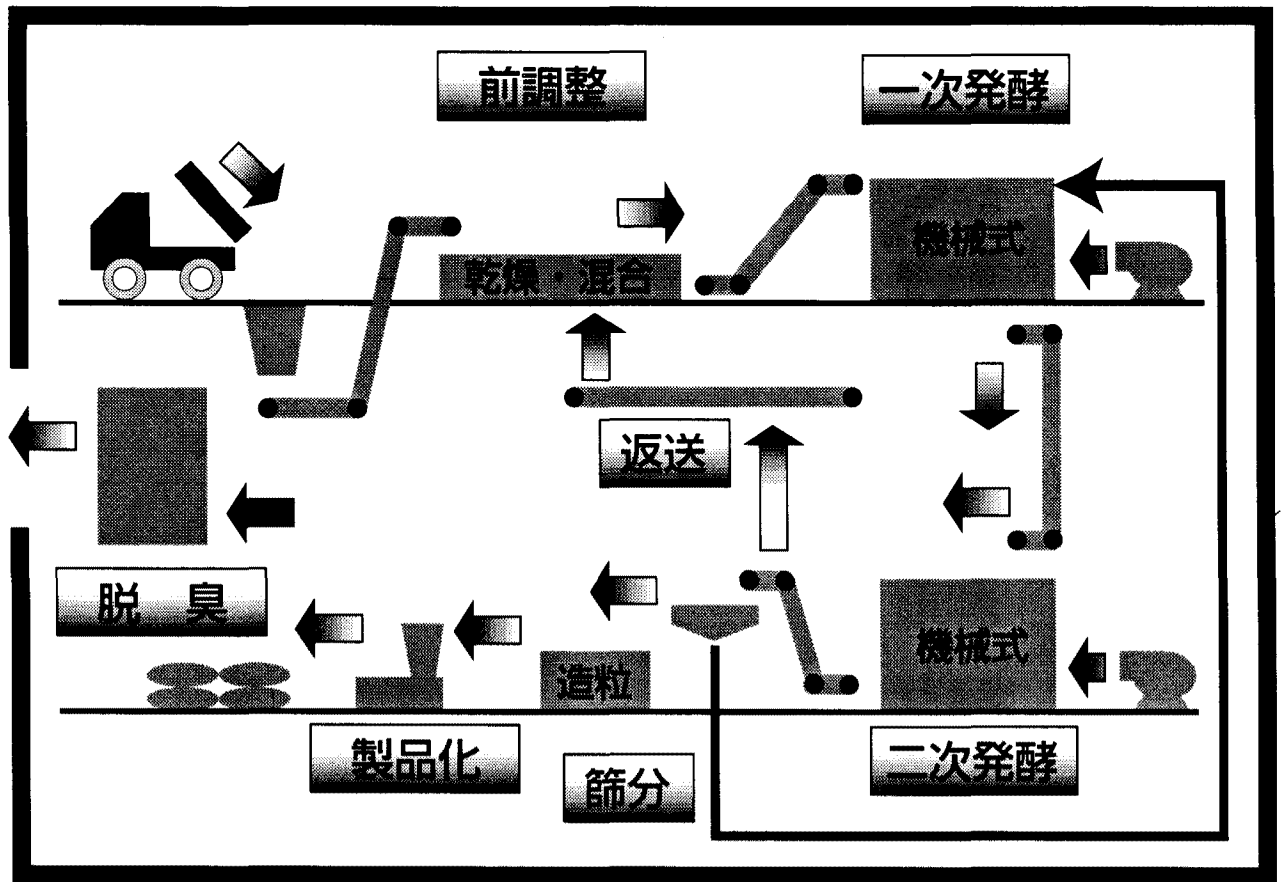 前調整
一次発酵
機械式
乾燥・混合
返送
脱　臭
機械式
造粒
製品化
二次発酵
篩分